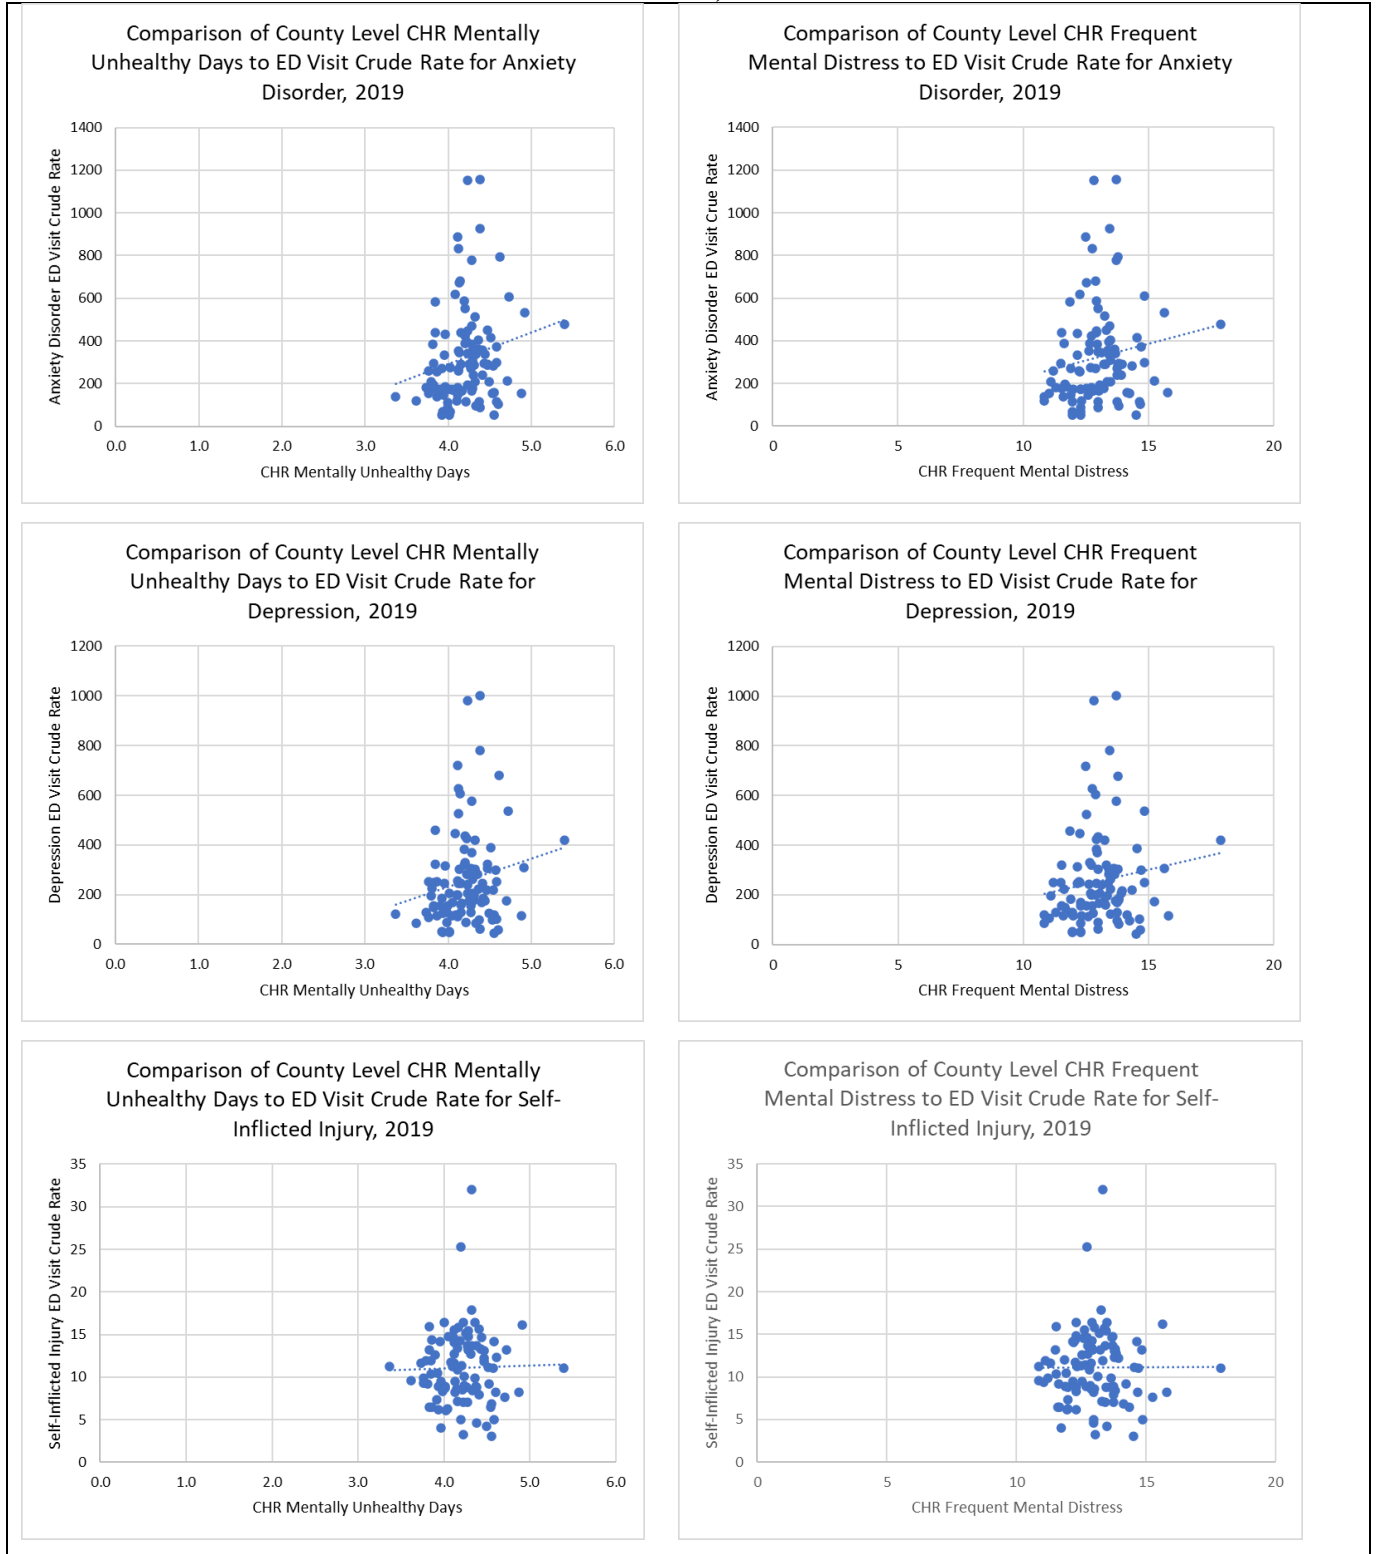 Comparison of County Level CHR Mentally
Unhealthy Days to ED Visit Crude Rate for Anxiety
Disorder, 2019
1400
1200
1000
800
600
400
200
0
Anxiety Disorder ED Visit Crude Rate
0.0 1.0 2.0 3.0 4.0 5.0 6.0
CHR Mentally Unhealthy Days
Comparison of County Level CHR Frequent
Mental Distress to ED Visit Crude Rate for Anxiety
Disorder, 2019
1400
1200
1000
800
600
400
200
0
Anxiety Disorder ED Visit Crue Rate
0 5 10 15 20
CHR Frequent Mental Distress
Comparison of County Level CHR Mentally
Unhealthy Days to ED Visit Crude Rate for
Depression, 2019
1200
1000
800
600
400
200
0
Depression ED Visit Crude Rate
0.0 1.0 2.0 3.0 4.0 5.0 6.0
CHR Mentally Unhealthy Days
Comparison of County Level CHR Frequent
Mental Distress to ED Visist Crude Rate for
Depression, 2019
1200
1000
800
600
400
200
0
Depression ED Visit Crude Rate
0 5 10 15 20
CHR Frequent Mental Distress
Comparison of County Level CHR Mentally
Unhealthy Days to ED Visit Crude Rate for Self-
Inflicted Injury, 2019
35
30
25
20
15
10
5
0
Self-Inflicted Injury ED Visit Crude Rate
0.0 1.0 2.0 3.0 4.0 5.0 6.0
CHR Mentally Unhealthy Days
Comparison of County Level CHR Frequent
Mental Distress to ED Visit Crude Rate for Self-
Inflicted Injury, 2019
35
30
25
20
15
10
5
0
Self-Inflicted Injury ED Visit Crude Rate
0 5 10 15 20
CHR Frequent Mental Distress